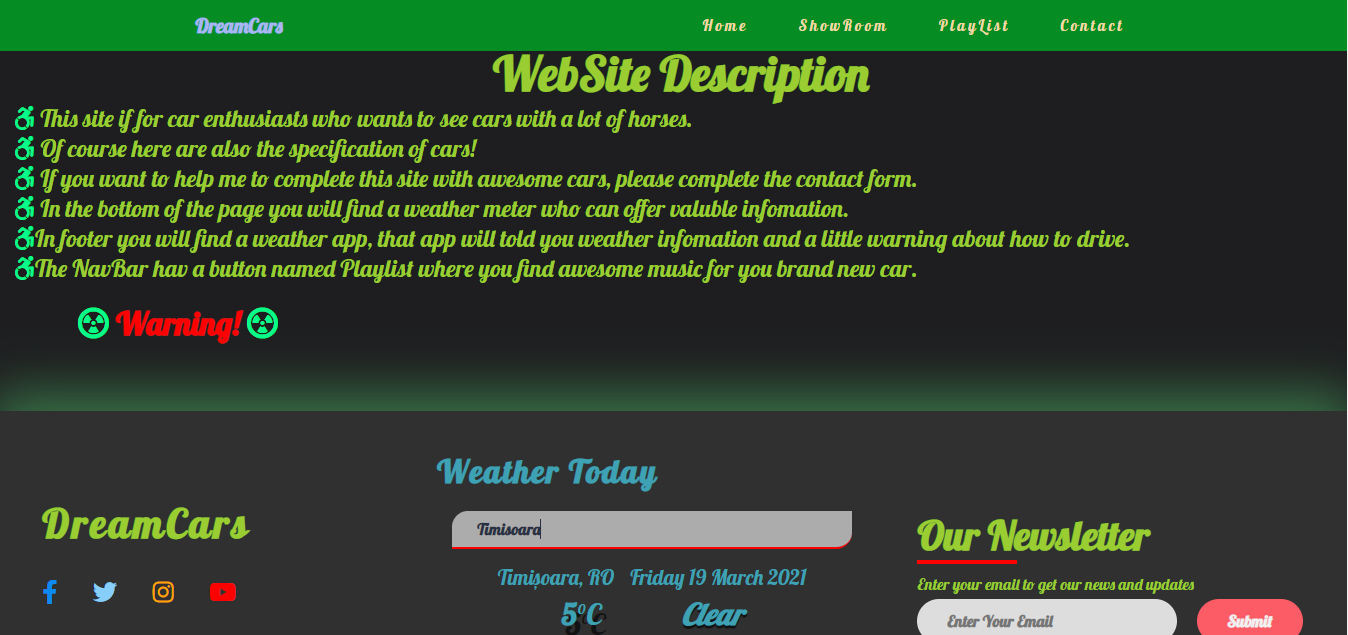 DreamCars
Home ShowRoom PlayList Contact
WebSite Description
This site if for car enthusiasts who wants to see cars with a lot of horses.
Of course here are also the specification of cars!
If you want to help me to complete this site with awesome cars, please complete the contact form.
In the bottom of the page you will find a weather meter who can offer valuble infomation.
In footer you will find a weather app, that app will told you weather infomation and a little warning about how to drive.
The NavBar hav a button named Playlist where you find awesome music for you brand new car.
Warning!
DreamCars
Weather Today
Timisoara
Timișoara, RO Friday 19 March 2021
5°C Clear
Our Newsletter
Enter your email to get our news and updates
Enter Your Email Submit